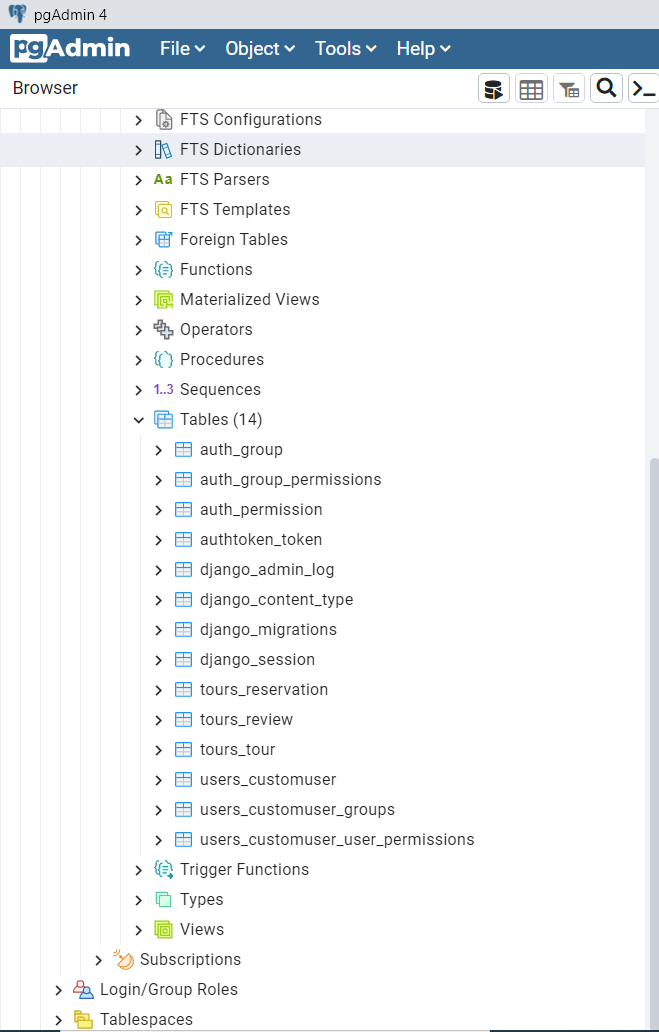 pgAdmin 4
pgAdmin File Object Tools Help
Browser
FTS Configurations
FTS Dictionaries
Aa FTS Parsers
FTS Templates
Foreign Tables
Functions
Materialized Views
Operators
Procedures
1..3 Sequences
Tables (14)
auth_group
auth_group_permissions
auth_permission
authtoken_token
django_admin_log
django_content_type
django_migrations
django_session
tours_reservation
tours_review
tours_tour
users_customuser
users_customuser_groups
users_customuser_user_permissions
Trigger Functions
Types
Views
Subscriptions
Login/Group Roles
Tablespaces